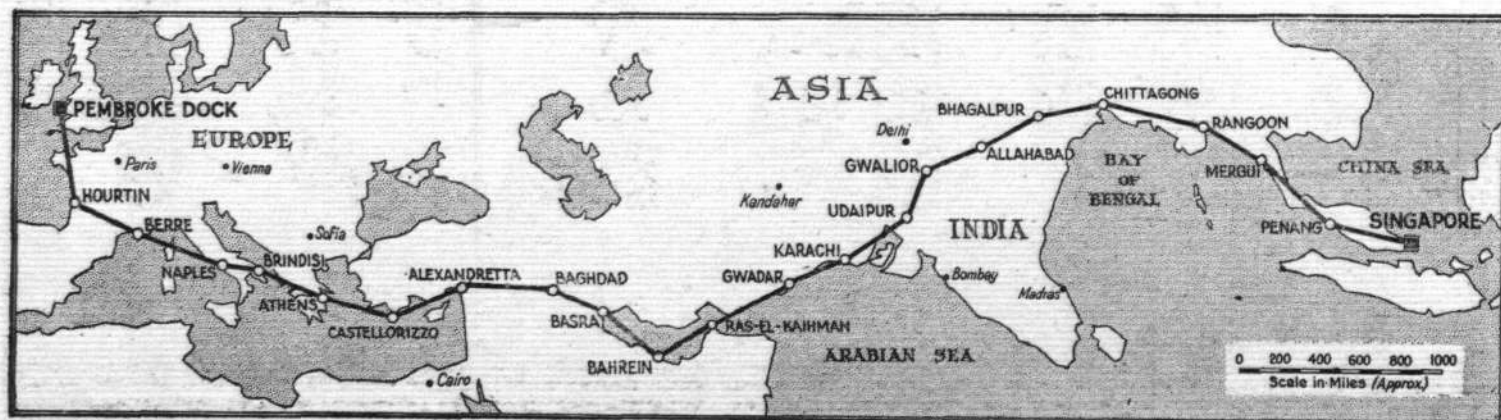 PEMBROKE DOCK
EUROPE
Paris
Vienna
HOURTIN
BERRE
Sofia
NAPLES
BRINDISI
ATHENS
CASTELLORIZZO
ALEXANDRETTA
Cairo
BAGHDAD
BASRA
BAHREIN
RAS-EL-KAIHMAN
GWADAR
KARACHI
Kandahar
ASIA
UDAIPUR
GWALIOR
Delhi
ALLAHABAD
BHAGALPUR
CHITTAGONG
INDIA
Bombay
Madras
ARABIAN SEA
BAY
OF
BENGAL
RANGOON
MERGUI
CHINA SEA
PENANG
SINGAPORE
0 200 400 600 800 1000
Scale in Miles (Approx.)